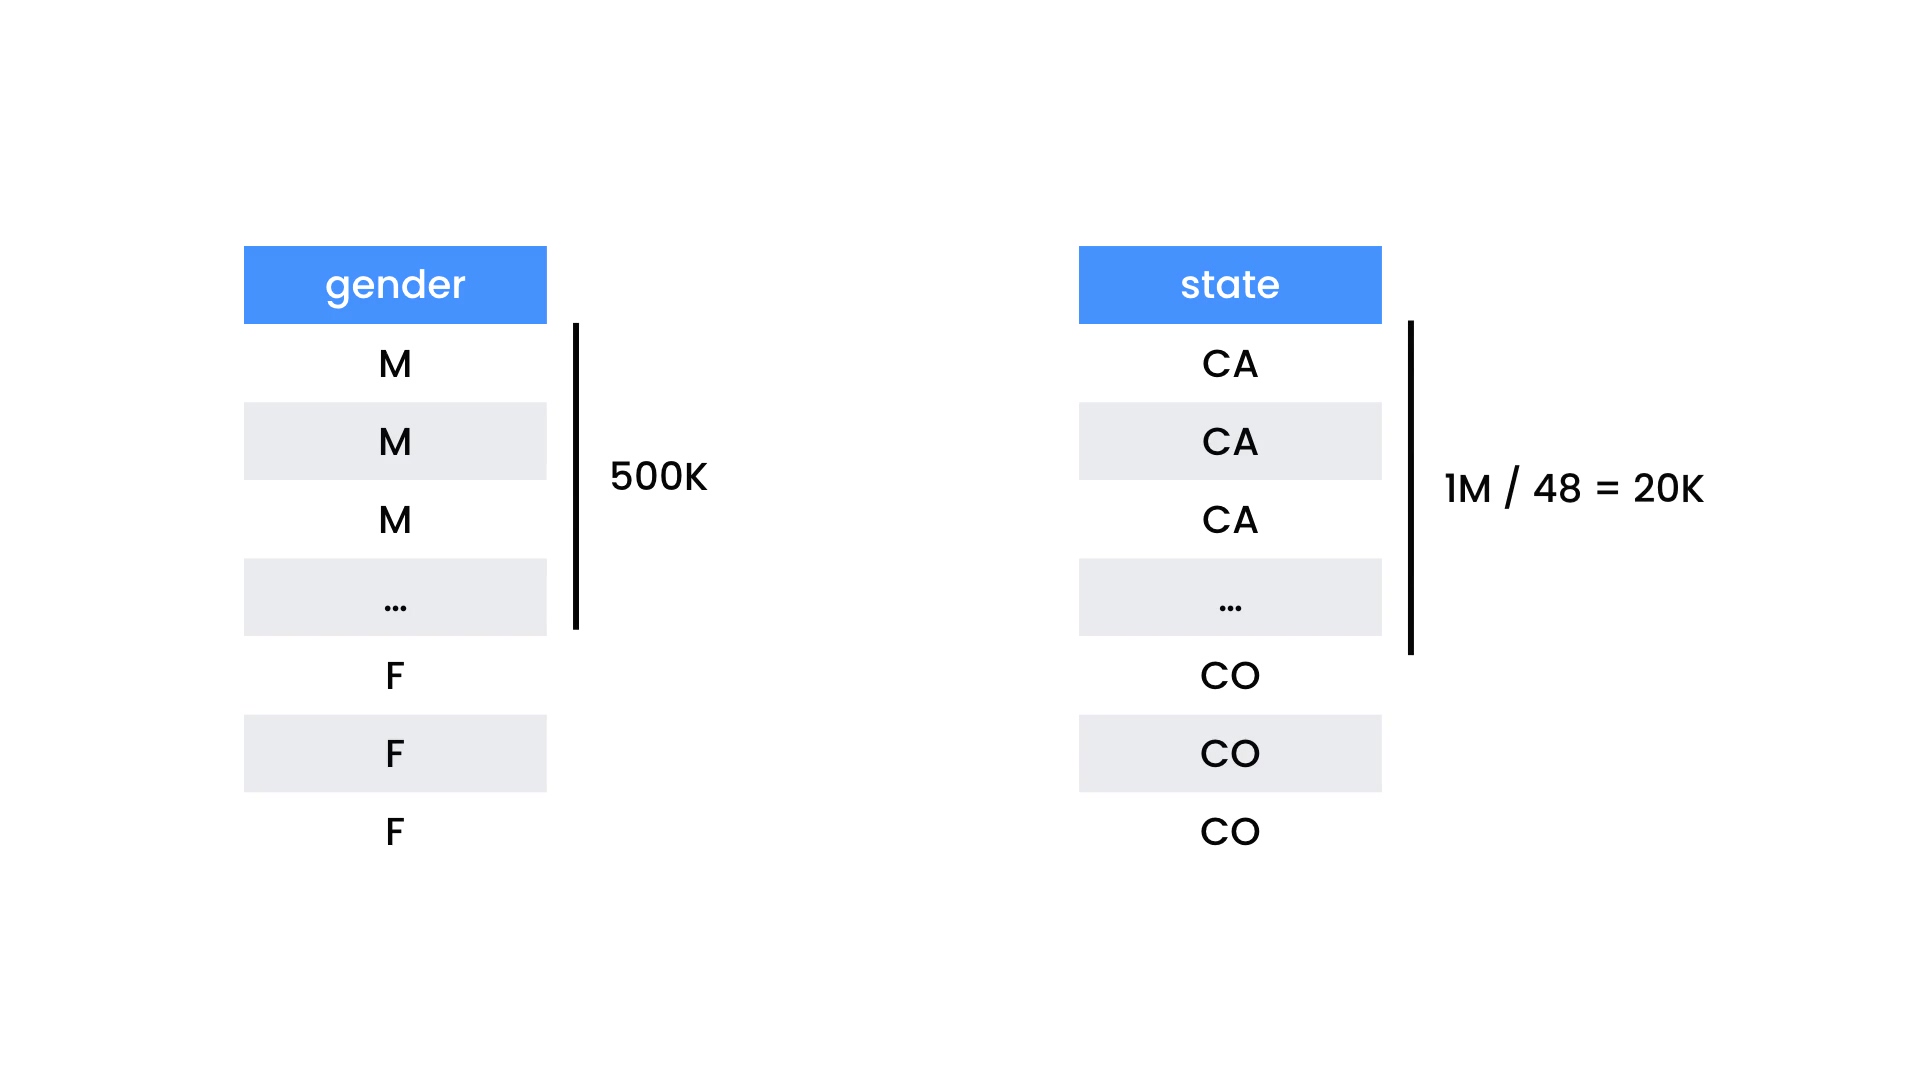 gender
M
M
M
...
F
F
F
500K
state
CA
CA
CA
...
CO
CO
CO
1M / 48 = 20K